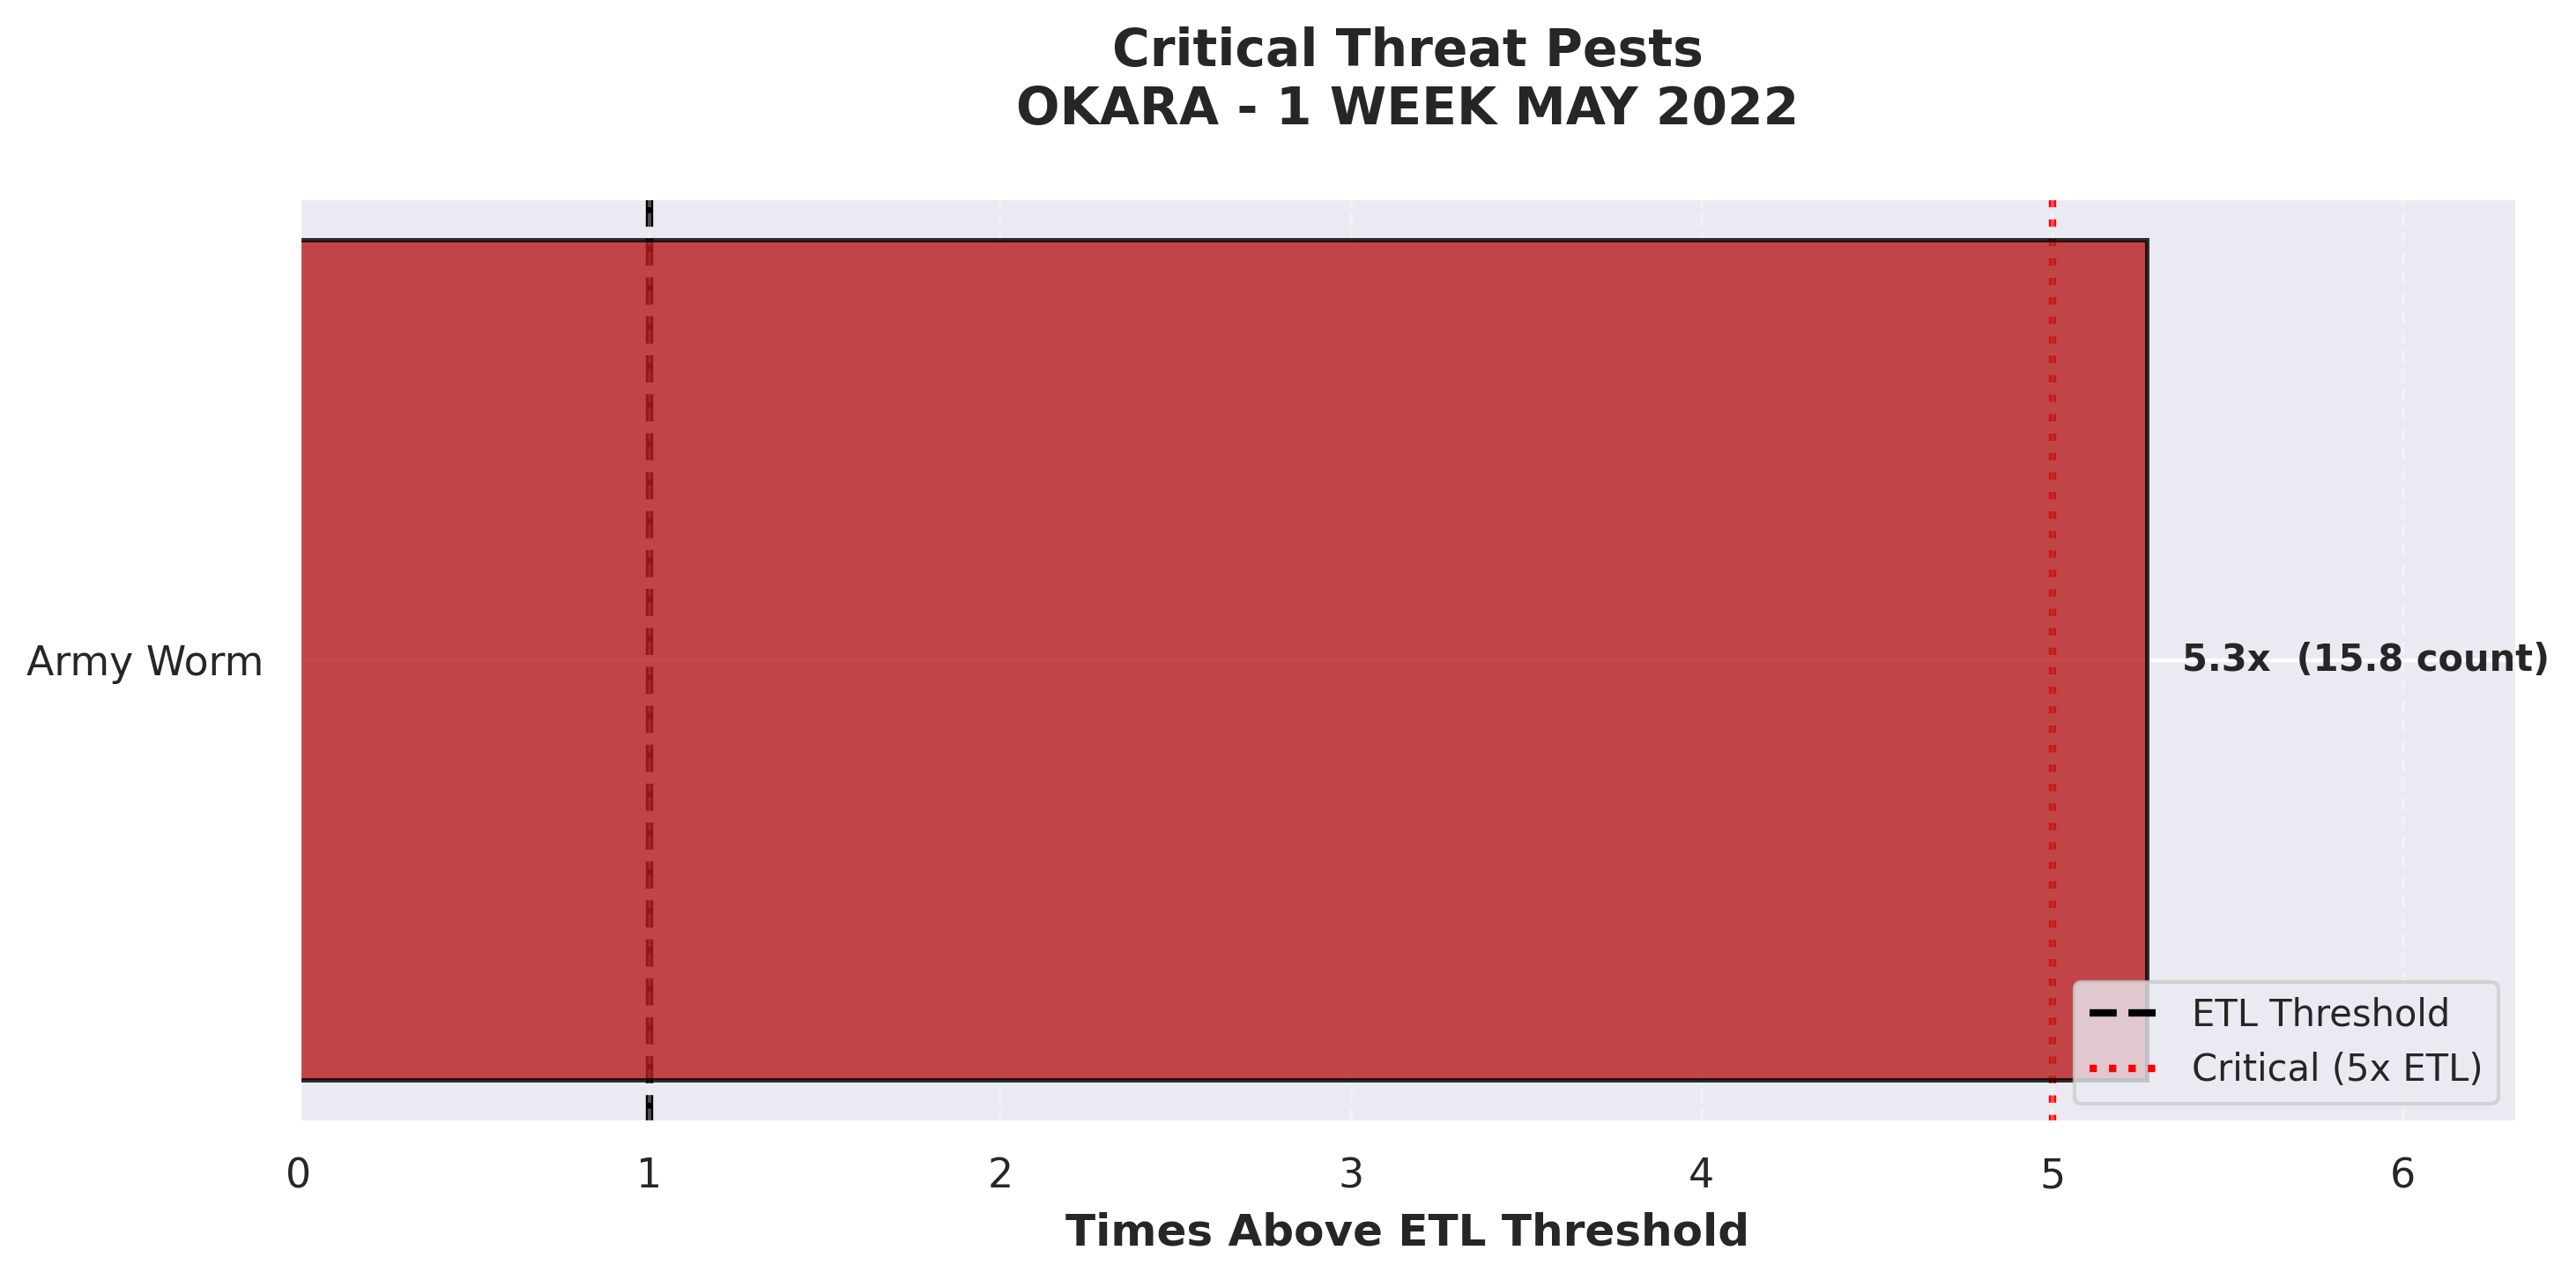 Critical Threat Pests
OKARA - 1 WEEK MAY 2022
Army Worm
5.3x  (15.8 count)
ETL Threshold
Critical (5x ETL)
0 1 2 3 4 5 6
Times Above ETL Threshold